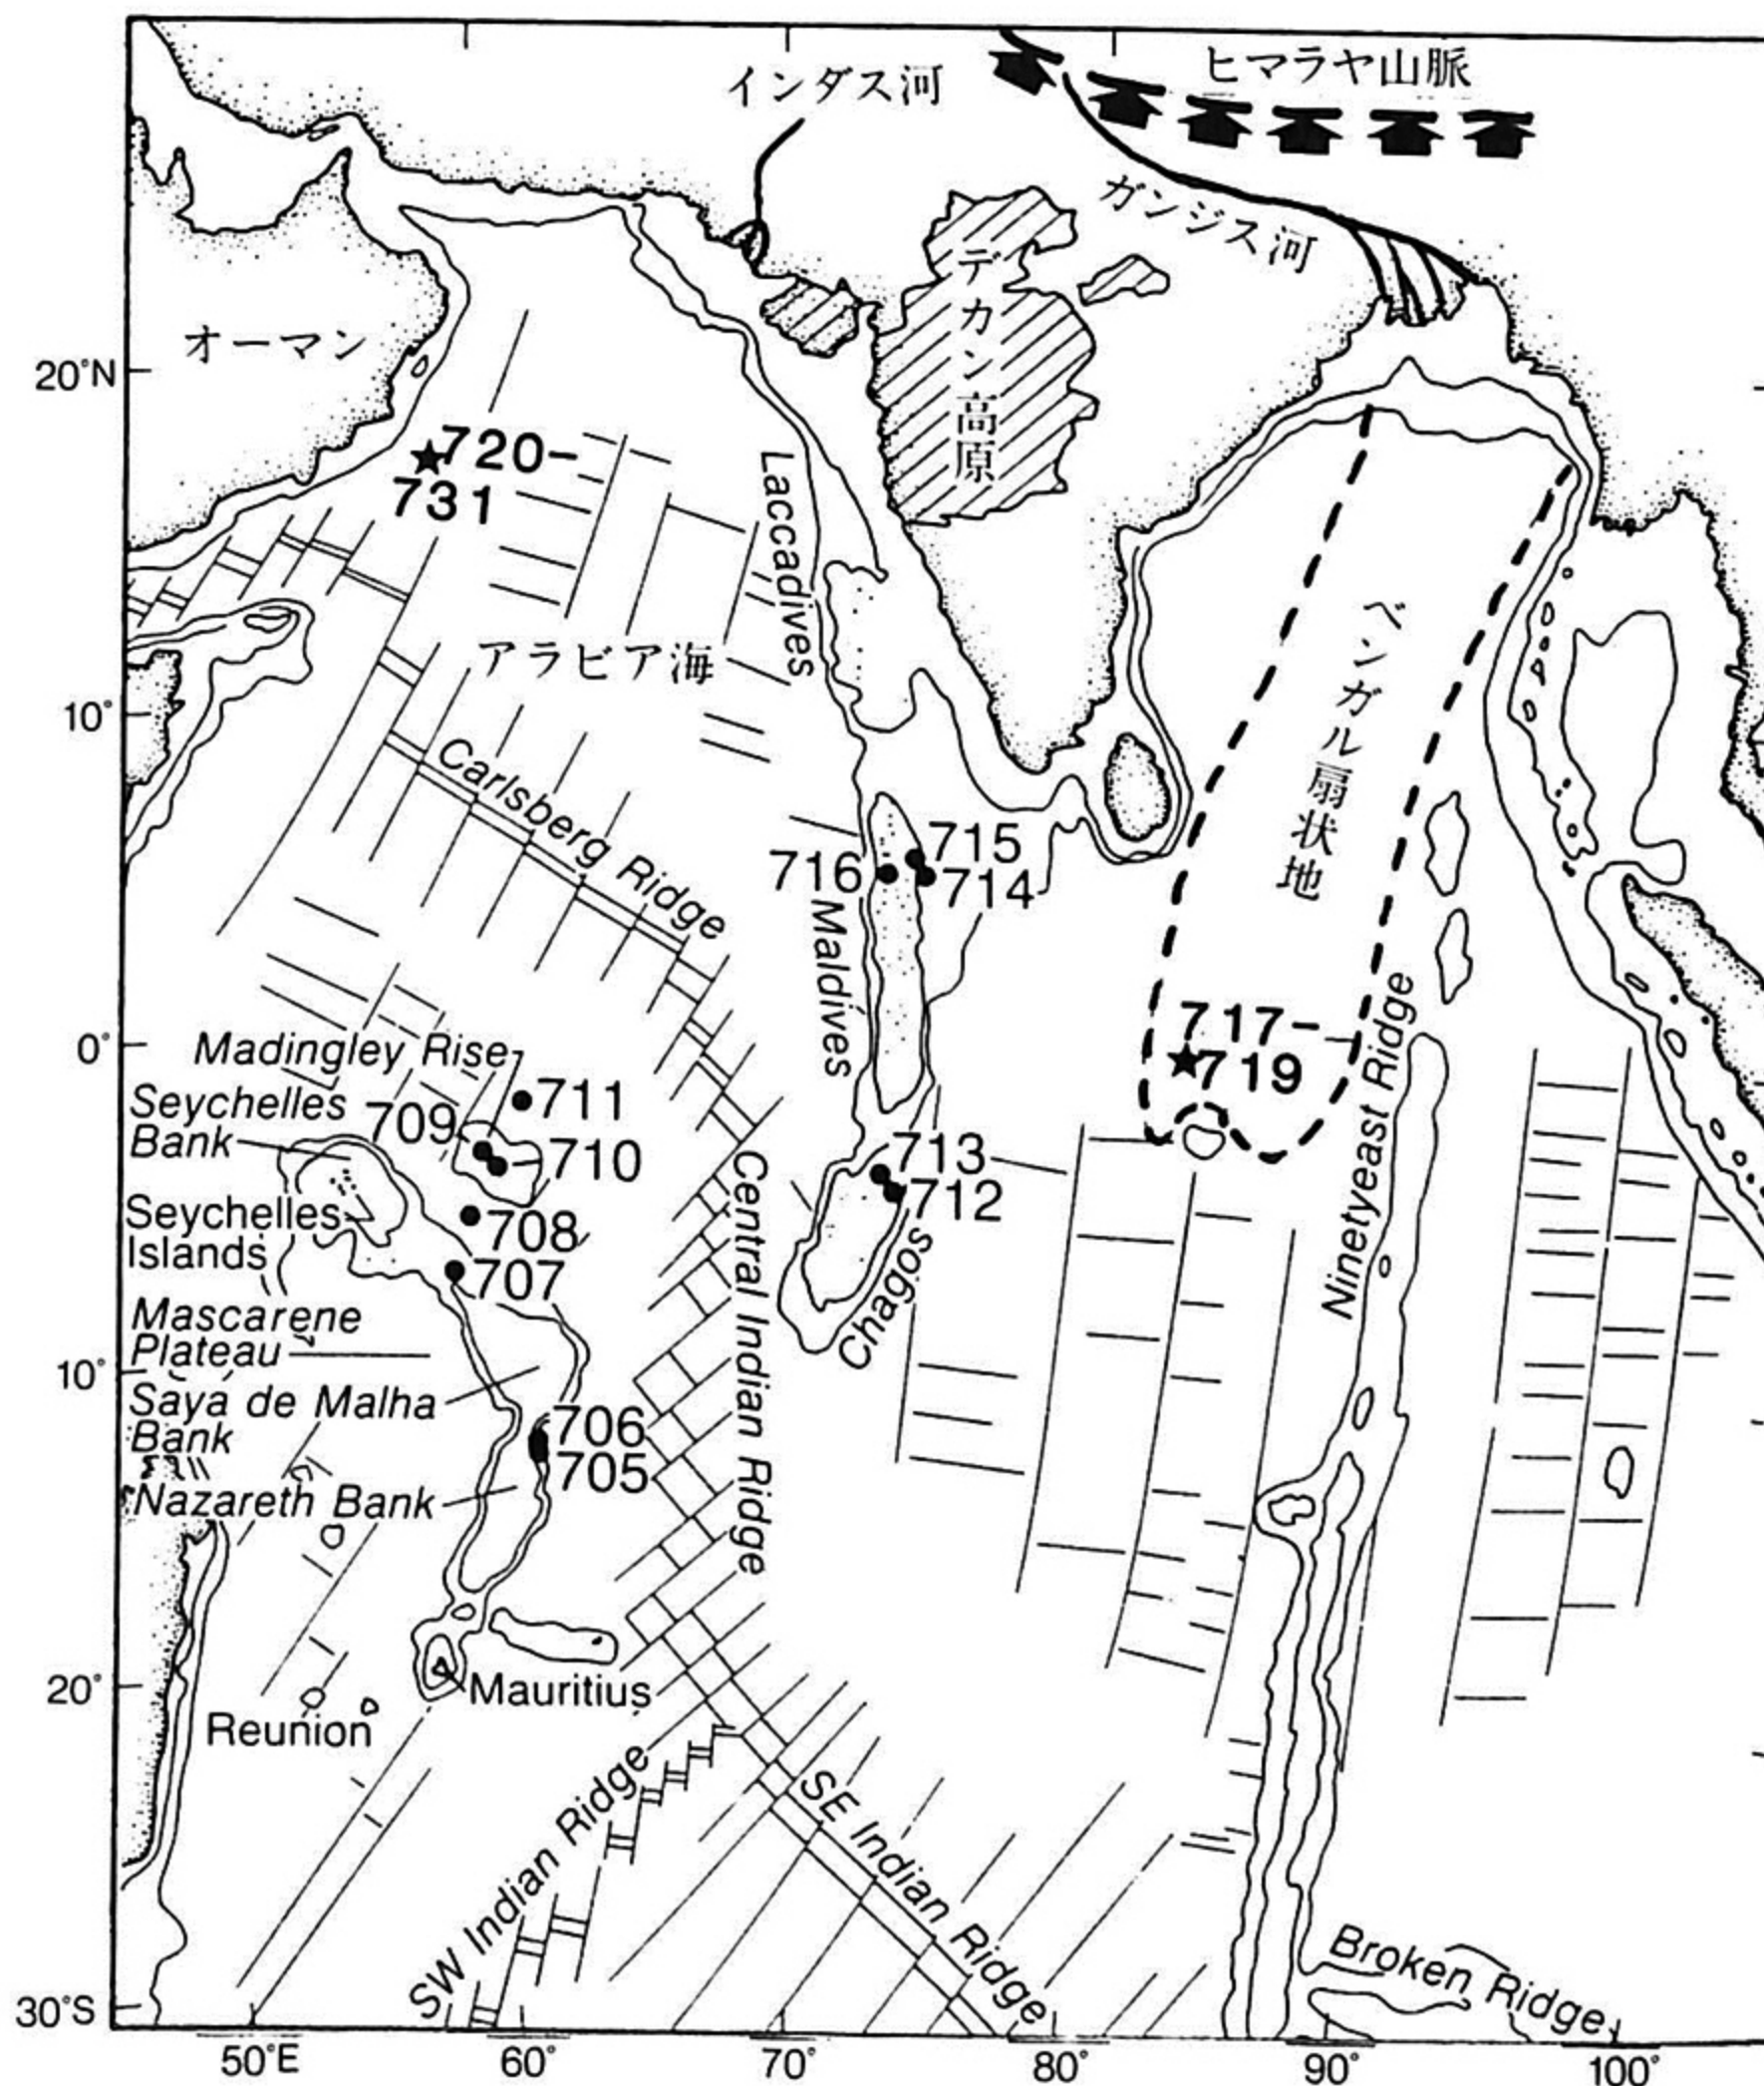 インダス河
ヒマラヤ山脈
ガンジス河
デカン高原
オーマン
20°N
720-
731
Laccadives
アラビア海
ベンガル扇状地
10°
Carlsberg Ridge
715
716
714
Maldives
717-
719
0°
Madingley Rise
Seychelles
Bank
711
709
710
713
712
Ninetyeast Ridge
Seychelles
Islands
708
707
Central Indian Ridge
Chagos
Mascarene
Plateau
10°
Saya de Malha
Bank
706
705
Nazareth Bank
20°
Mauritius
Reunion
SW Indian Ridge
SE Indian Ridge
Broken Ridge
30°S
50°E
60°
70°
80°
90°
100°